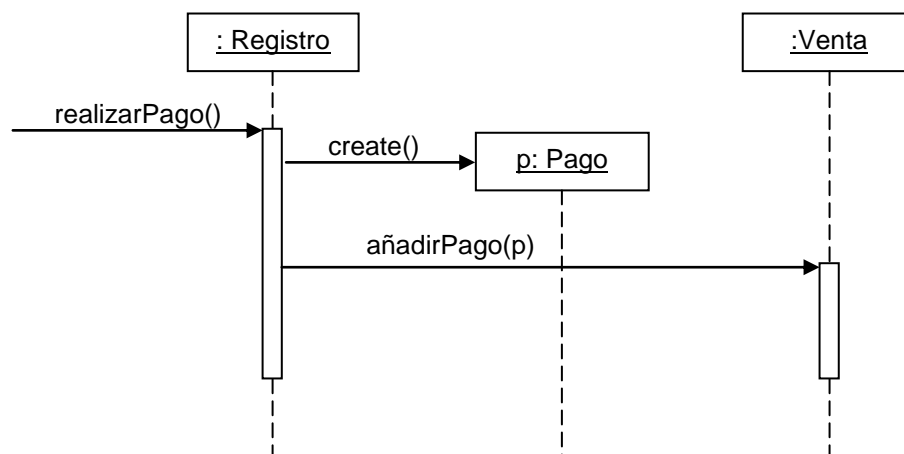 : Registro
:Venta
realizarPago()
create()
p: Pago
añadirPago(p)